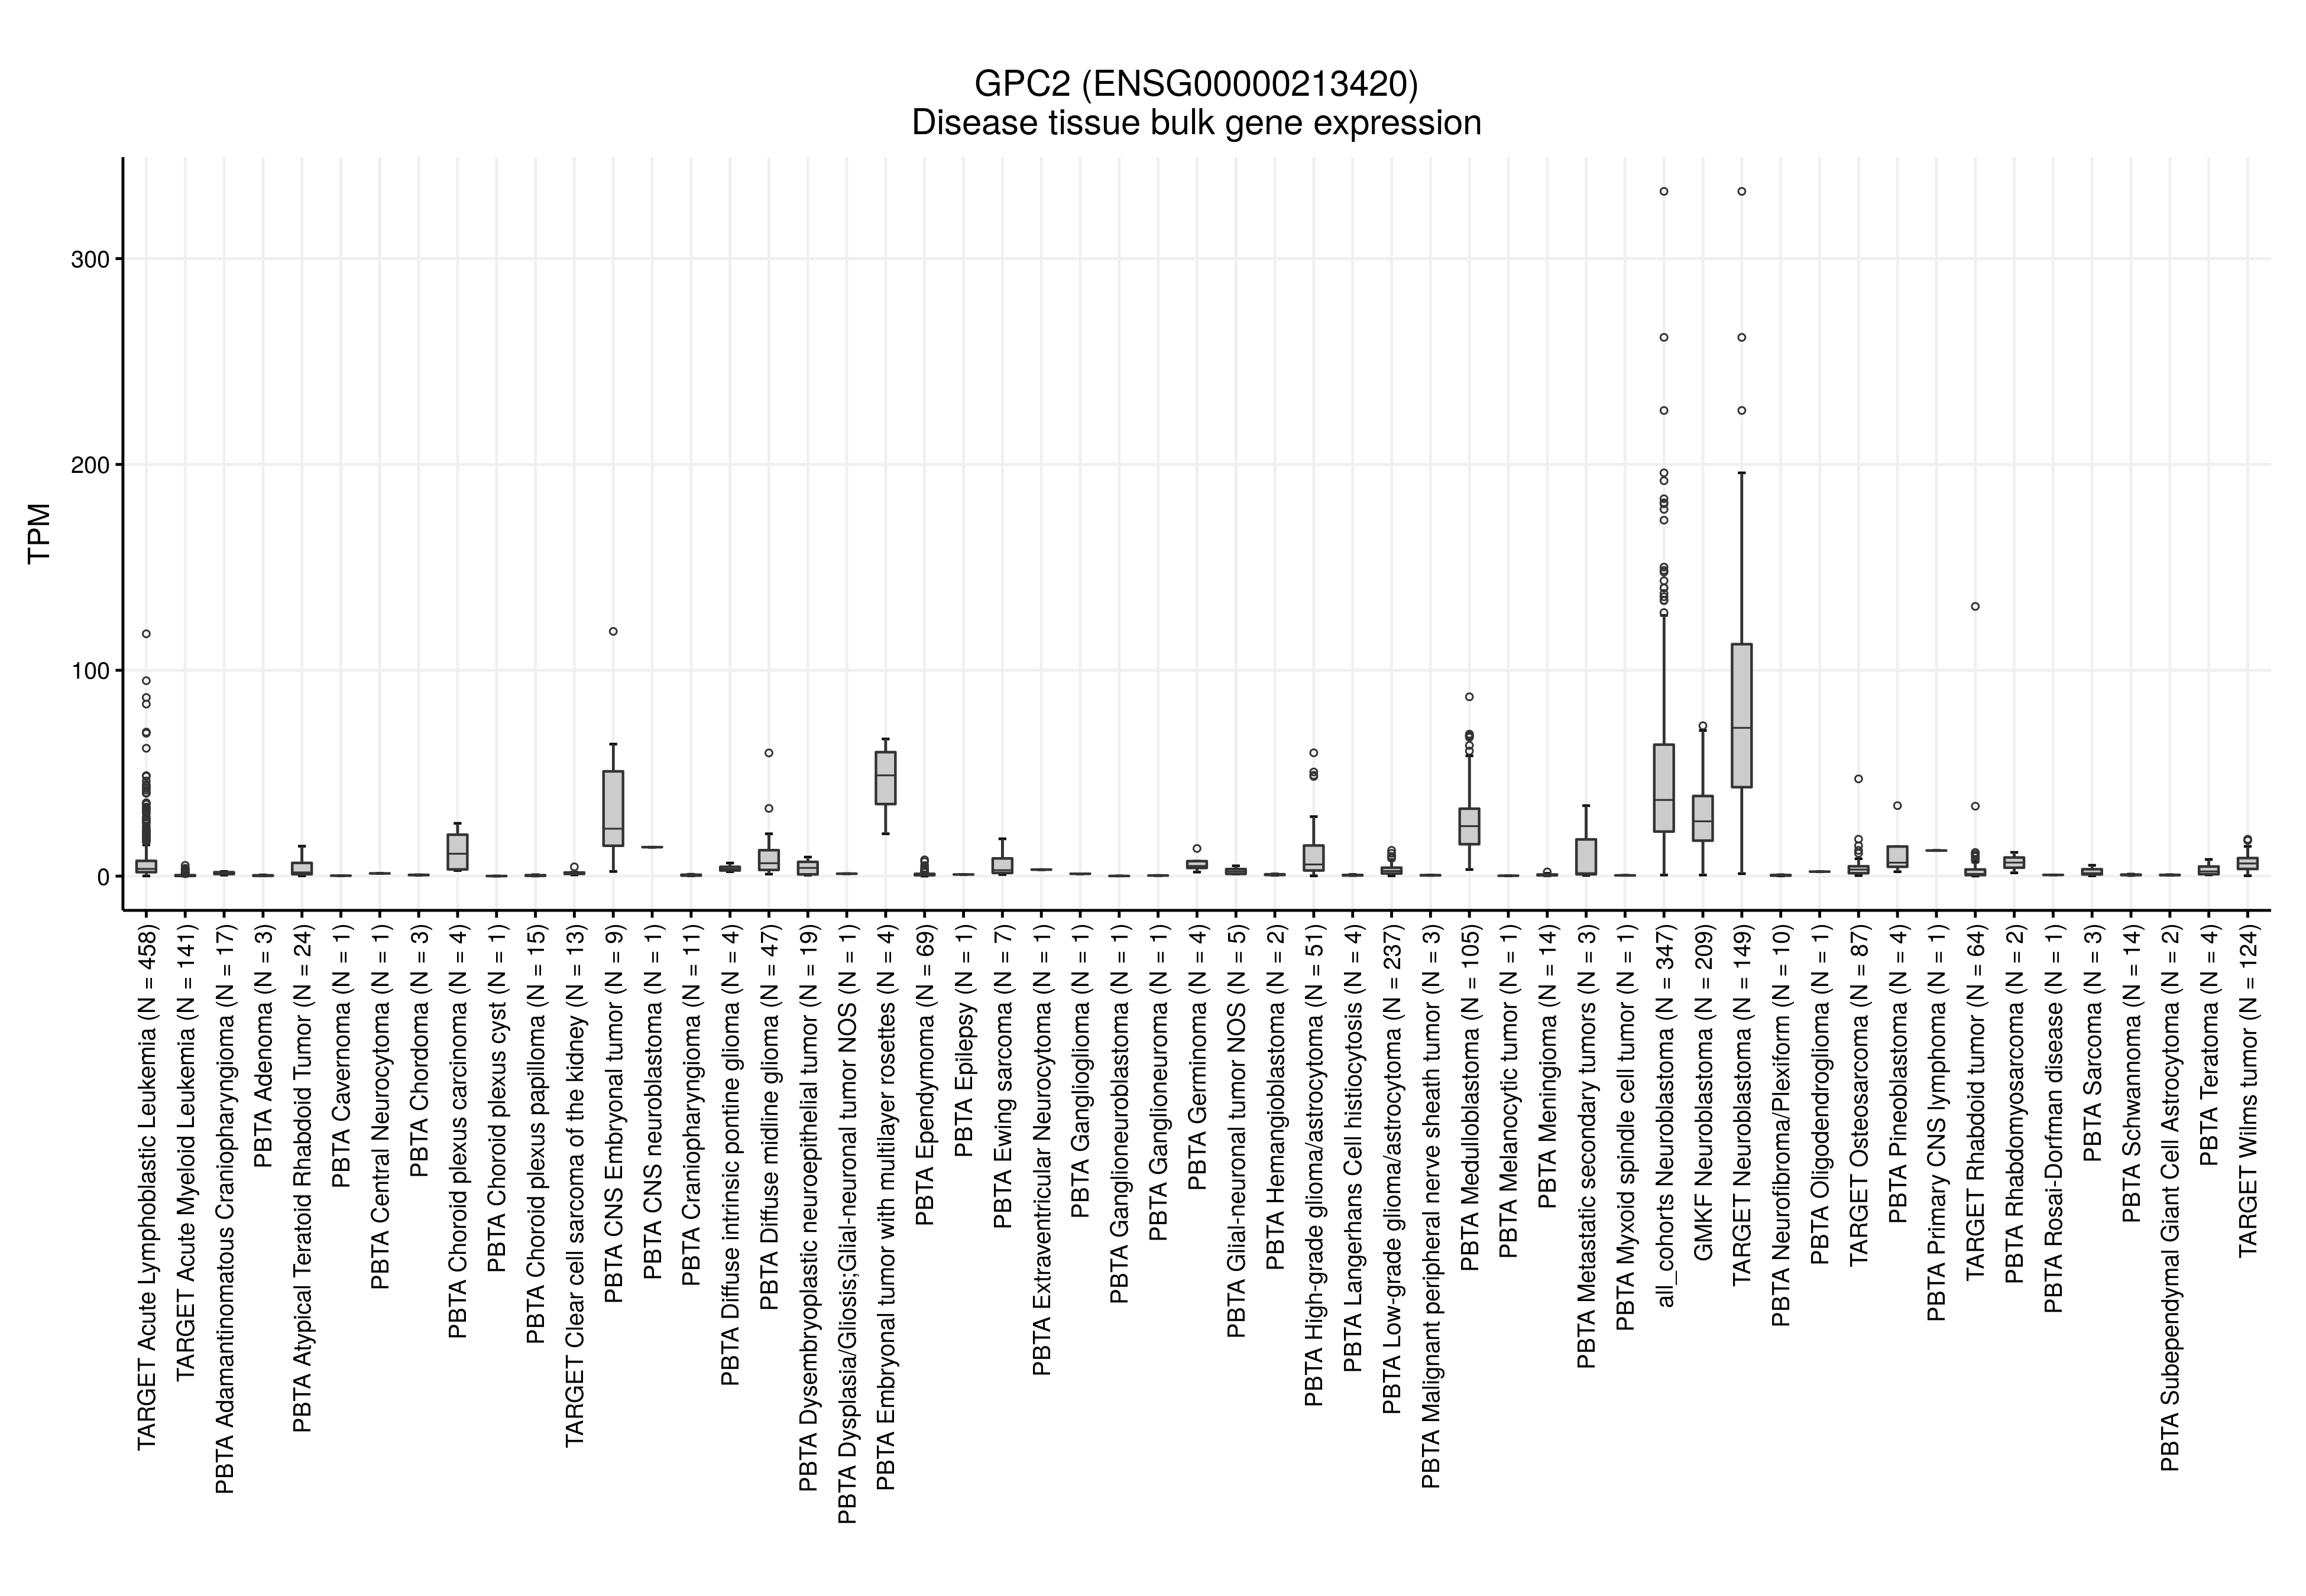 GPC2 (ENSG00000213420)
Disease tissue bulk gene expression
TPM
300
200
100
0
TARGET Acute Lymphoblastic Leukemia (N = 458)
TARGET Acute Myeloid Leukemia (N = 141)
PBTA Adamantinomatous Craniopharyngioma (N = 17)
PBTA Adenoma (N = 3)
PBTA Atypical Teratoid Rhabdoid Tumor (N = 24)
PBTA Cavernoma (N = 1)
PBTA Central Neurocytoma (N = 1)
PBTA Chordoma (N = 3)
PBTA Choroid plexus carcinoma (N = 4)
PBTA Choroid plexus cyst (N = 1)
PBTA Choroid plexus papilloma (N = 15)
TARGET Clear cell sarcoma of the kidney (N = 13)
PBTA CNS Embryonal tumor (N = 9)
PBTA CNS neuroblastoma (N = 1)
PBTA Craniopharyngioma (N = 11)
PBTA Diffuse intrinsic pontine glioma (N = 4)
PBTA Diffuse midline glioma (N = 47)
PBTA Dysembryoplastic neuroepithelial tumor (N = 19)
PBTA Dysplasia/Gliosis;Glial-neuronal tumor NOS (N = 1)
PBTA Embryonal tumor with multilayer rosettes (N = 4)
PBTA Ependymoma (N = 69)
PBTA Epilepsy (N = 1)
PBTA Ewing sarcoma (N = 7)
PBTA Extraventricular Neurocytoma (N = 1)
PBTA Ganglioglioma (N = 1)
PBTA Ganglioneuroblastoma (N = 1)
PBTA Ganglioneuroma (N = 1)
PBTA Germinoma (N = 4)
PBTA Glial-neuronal tumor NOS (N = 5)
PBTA Hemangioblastoma (N = 2)
PBTA High-grade glioma/astrocytoma (N = 51)
PBTA Langerhans Cell histiocytosis (N = 4)
PBTA Low-grade glioma/astrocytoma (N = 237)
PBTA Malignant peripheral nerve sheath tumor (N = 3)
PBTA Medulloblastoma (N = 105)
PBTA Melanocytic tumor (N = 1)
PBTA Meningioma (N = 14)
PBTA Metastatic secondary tumors (N = 3)
PBTA Myxoid spindle cell tumor (N = 1)
all_cohorts Neuroblastoma (N = 347)
GMKF Neuroblastoma (N = 209)
TARGET Neuroblastoma (N = 149)
PBTA Neurofibroma/Plexiform (N = 10)
PBTA Oligodendroglioma (N = 1)
TARGET Osteosarcoma (N = 87)
PBTA Pineoblastoma (N = 4)
PBTA Primary CNS lymphoma (N = 1)
TARGET Rhabdoid tumor (N = 64)
PBTA Rhabdomyosarcoma (N = 2)
PBTA Rosai-Dorfman disease (N = 1)
PBTA Sarcoma (N = 3)
PBTA Schwannoma (N = 14)
PBTA Subependymal Giant Cell Astrocytoma (N = 2)
PBTA Teratoma (N = 4)
TARGET Wilms tumor (N = 124)